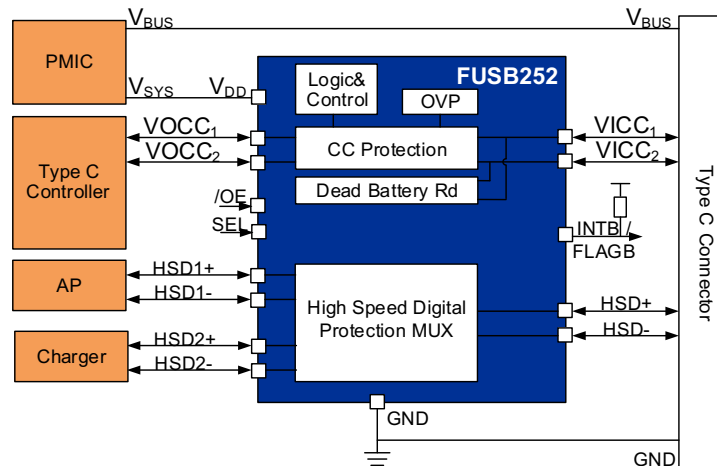 VBUS
VBUS
PMIC
FUSB252
Logic&
Control
OVP
VSYS
VDD
VOCC1
VICC1
CC Protection
VOCC2
VICC2
Type C
Controller
Dead Battery Rd
/OE
SEL
INTB /
FLAGB
Type C Connector
HSD1+
AP
HSD1-
High Speed Digital
Protection MUX
HSD+
HSD-
HSD2+
Charger
HSD2-
GND
GND